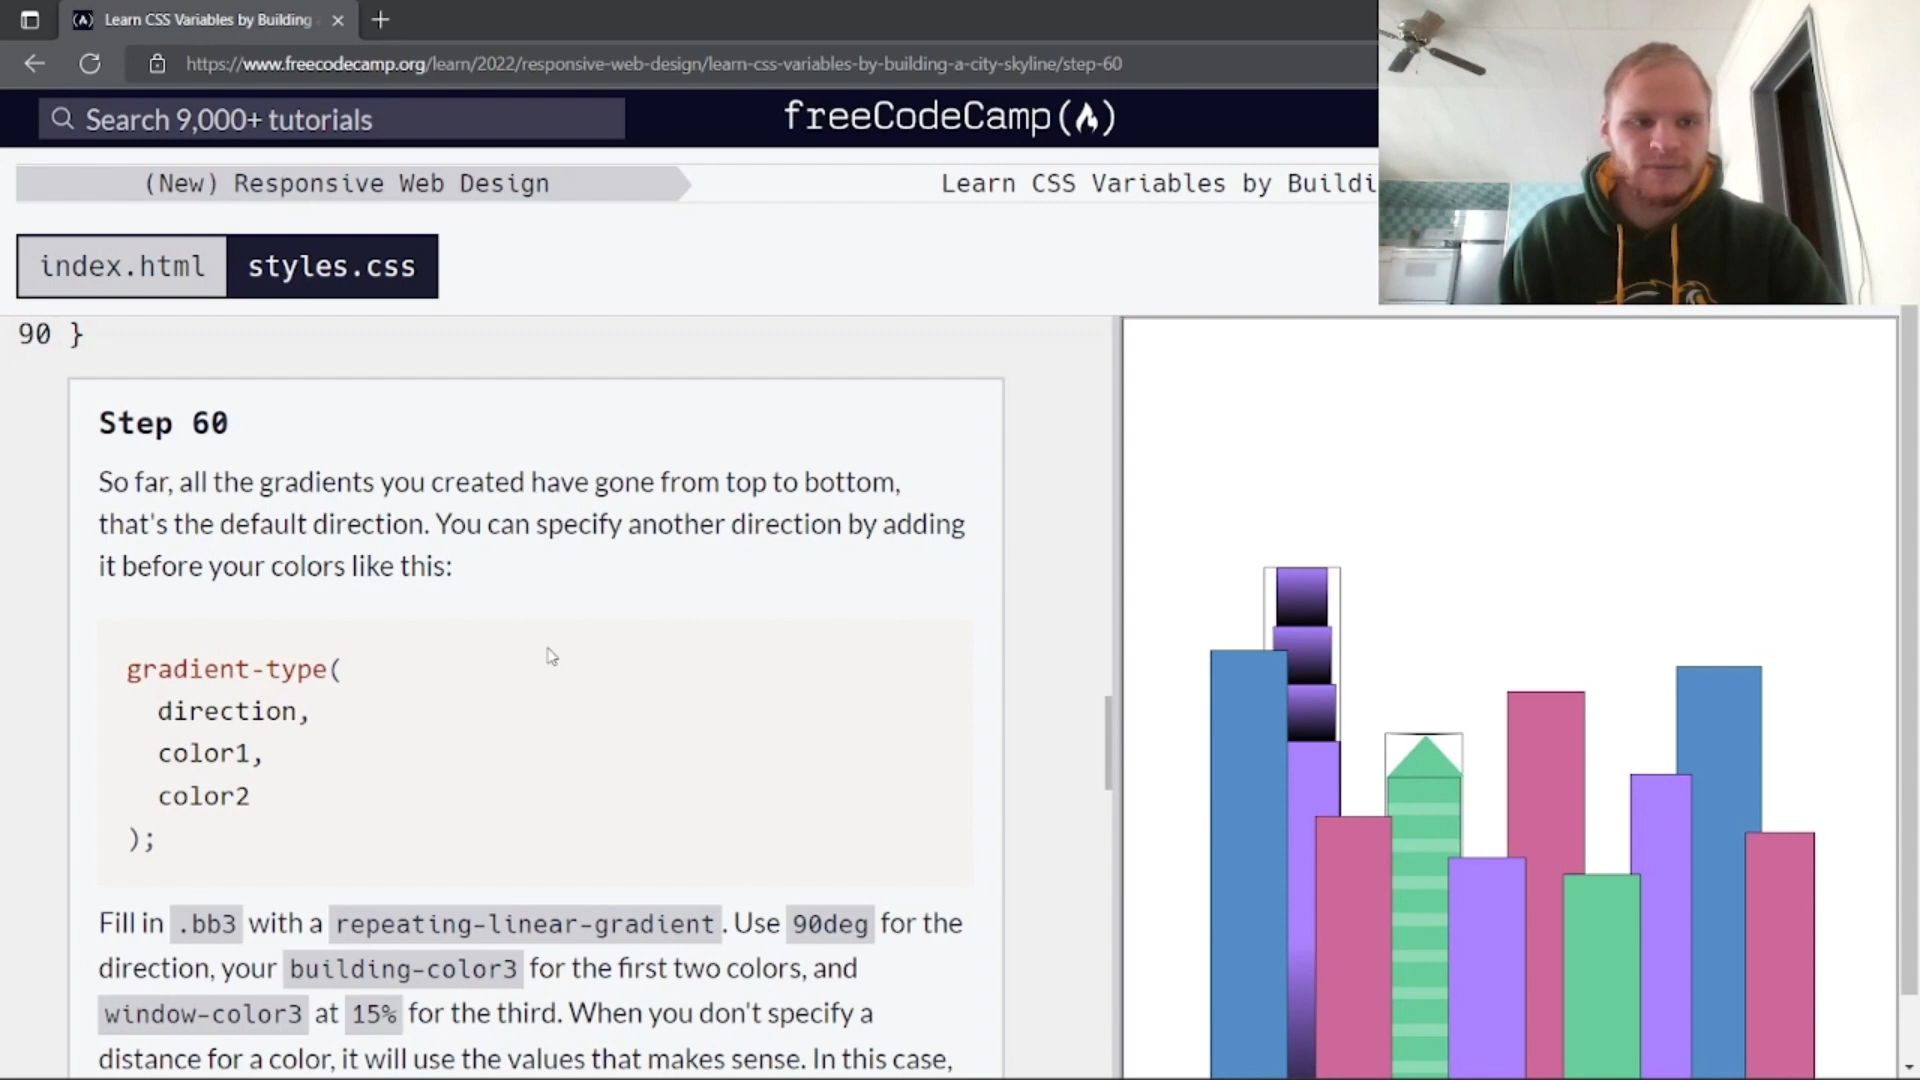 Learn CSS Variables by Building
https://www.freecodecamp.org/learn/2022/responsive-web-design/learn-css-variables-by-building-a-city-skyline/step-60
Search 9,000+ tutorials
freeCodeCamp(
(New) Responsive Web Design
Learn CSS Variables by Buildi
index.html
styles.css
90 }
Step 60
So far, all the gradients you created have gone from top to bottom,
that's the default direction. You can specify another direction by adding
it before your colors like this:
gradient-type(
direction,
color1,
color2
);
Fill in .bb3 with a repeating-linear-gradient. Use 90deg for the
direction, your building-color3 for the first two colors, and
window-color3 at 15% for the third. When you don't specify a
distance for a color, it will use the values that makes sense. In this case,